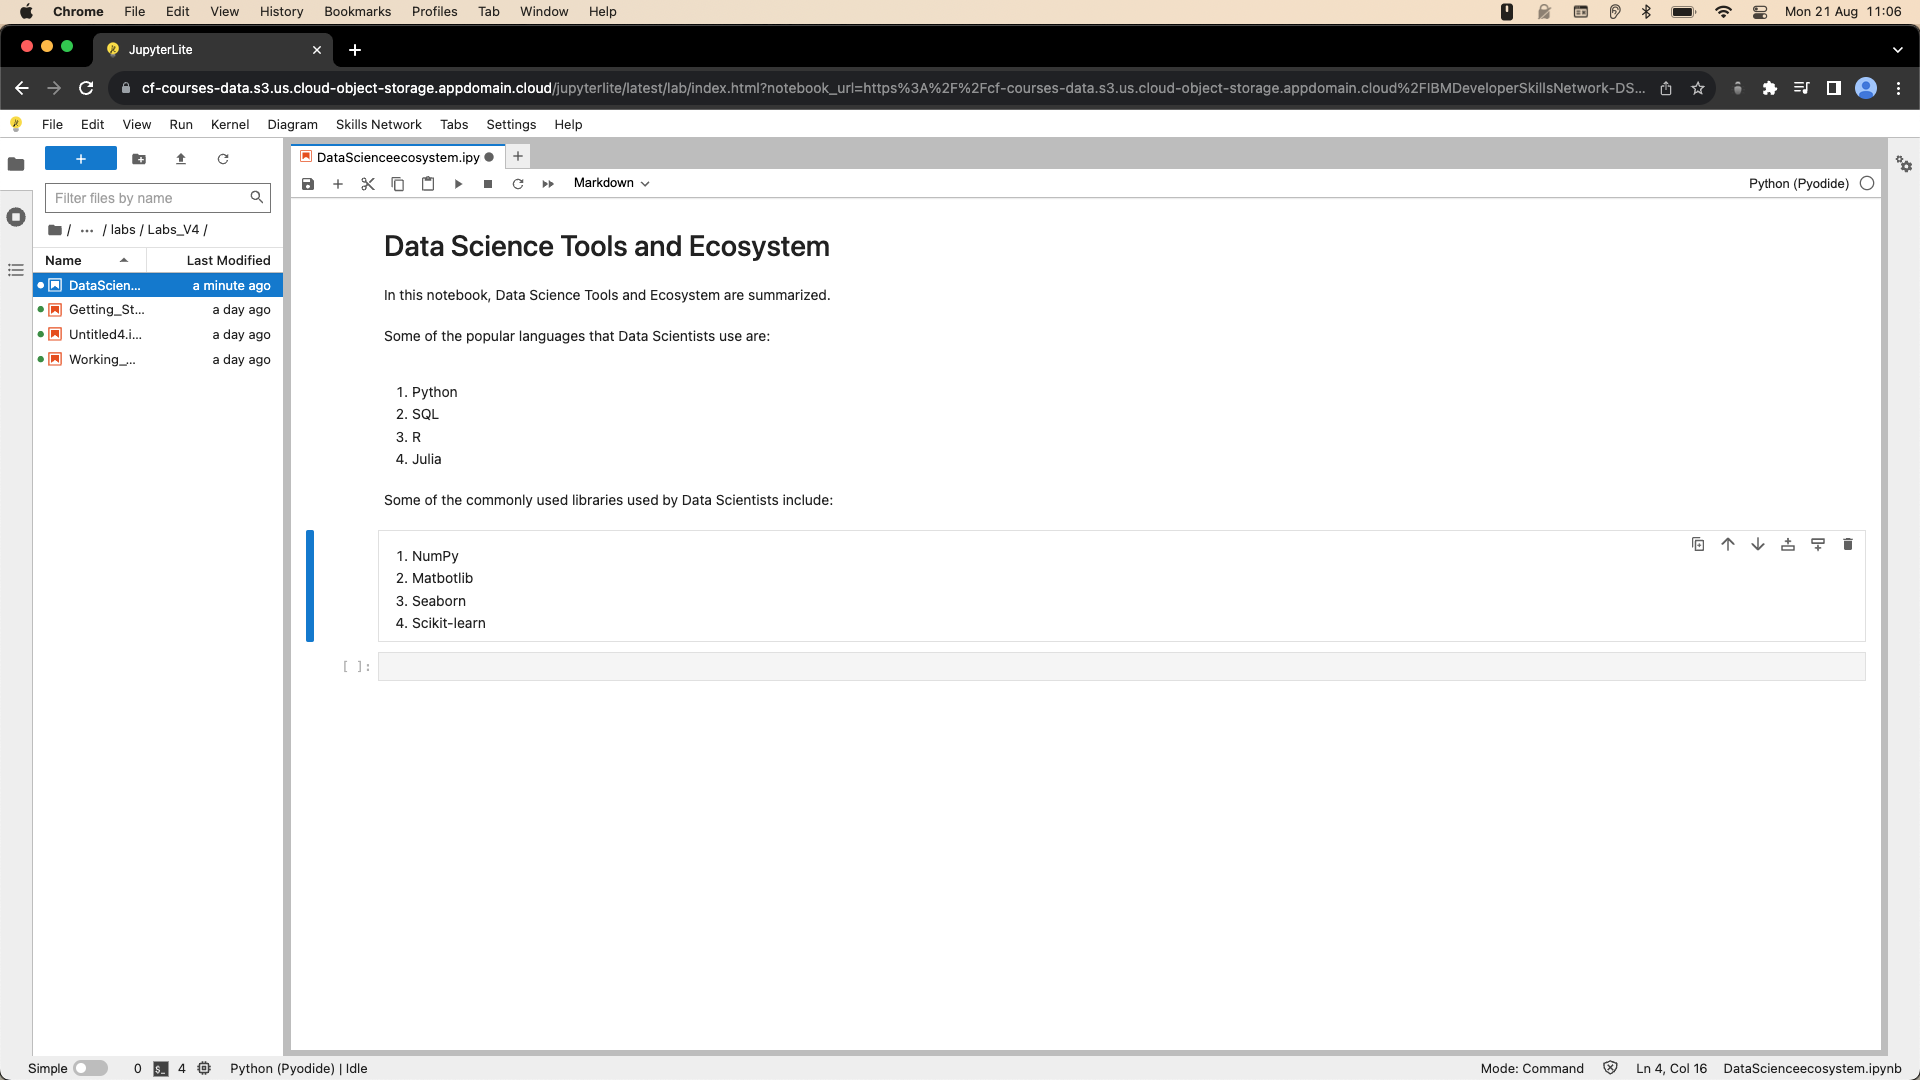 Chrome File Edit View History Bookmarks Profiles Tab Window Help Mon 21 Aug 11:06
JupyterLite
cf-courses-data.s3.us.cloud-object-storage.appdomain.cloud/jupyterlite/latest/lab/index.html?notebook_url=https%3A%2F%2Fcf-courses-data.s3.us.cloud-object-storage.appdomain.cloud%2FIBMDeveloperSkillsNetwork-DS...
File Edit View Run Kernel Diagram Skills Network Tabs Settings Help
+
Filter files by name
/ ... / labs / Labs_V4 /
Name Last Modified
DataScien... a minute ago
Getting_St... a day ago
Untitled4.i... a day ago
Working_... a day ago
DataScienceecosystem.ipy
Markdown
Python (Pyodide)
Data Science Tools and Ecosystem
In this notebook, Data Science Tools and Ecosystem are summarized.
Some of the popular languages that Data Scientists use are:
1. Python
2. SQL
3. R
4. Julia
Some of the commonly used libraries used by Data Scientists include:
1. NumPy
2. Matbotlib
3. Seaborn
4. Scikit-learn
[ ]:
Simple 0 $_ 4 Python (Pyodide) | Idle Mode: Command Ln 4, Col 16 DataScienceecosystem.ipynb